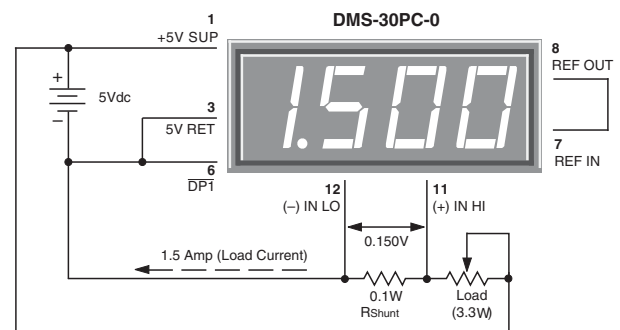 DMS-30PC-0
1
+5V SUP
8
REF OUT
+
5Vdc
–
1.500
3
5V RET
7
REF IN
6
DP1
12
(–) IN LO
11
(+) IN HI
0.150V
1.5 Amp (Load Current)
0.1W
RShunt
Load
(3.3W)